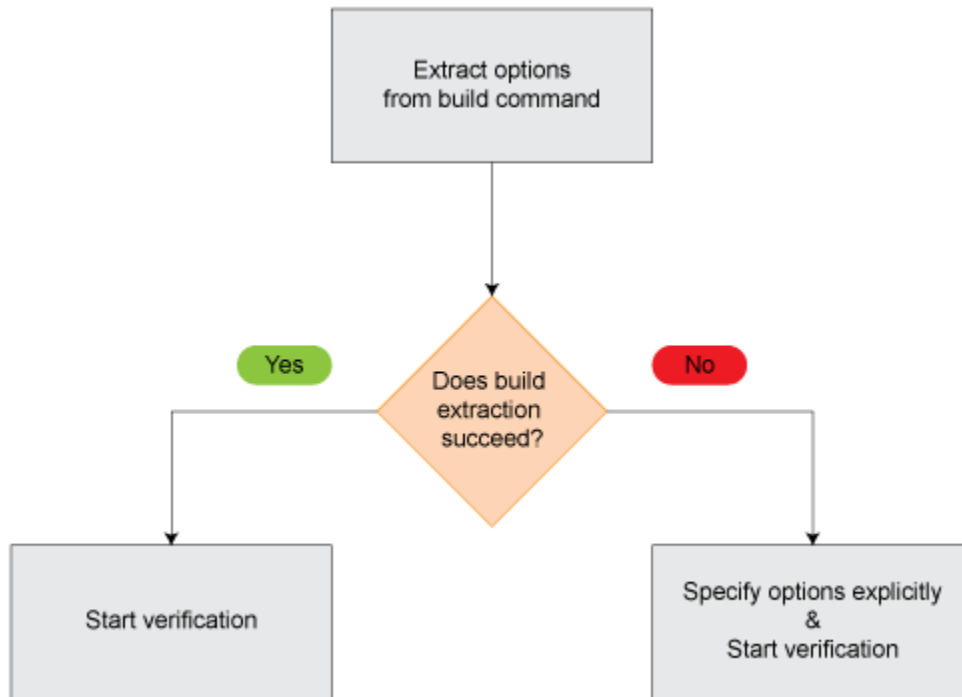 Extract options
from build command
Yes
No
Does build
extraction
succeed?
Start verification
Specify options explicitly
&
Start verification